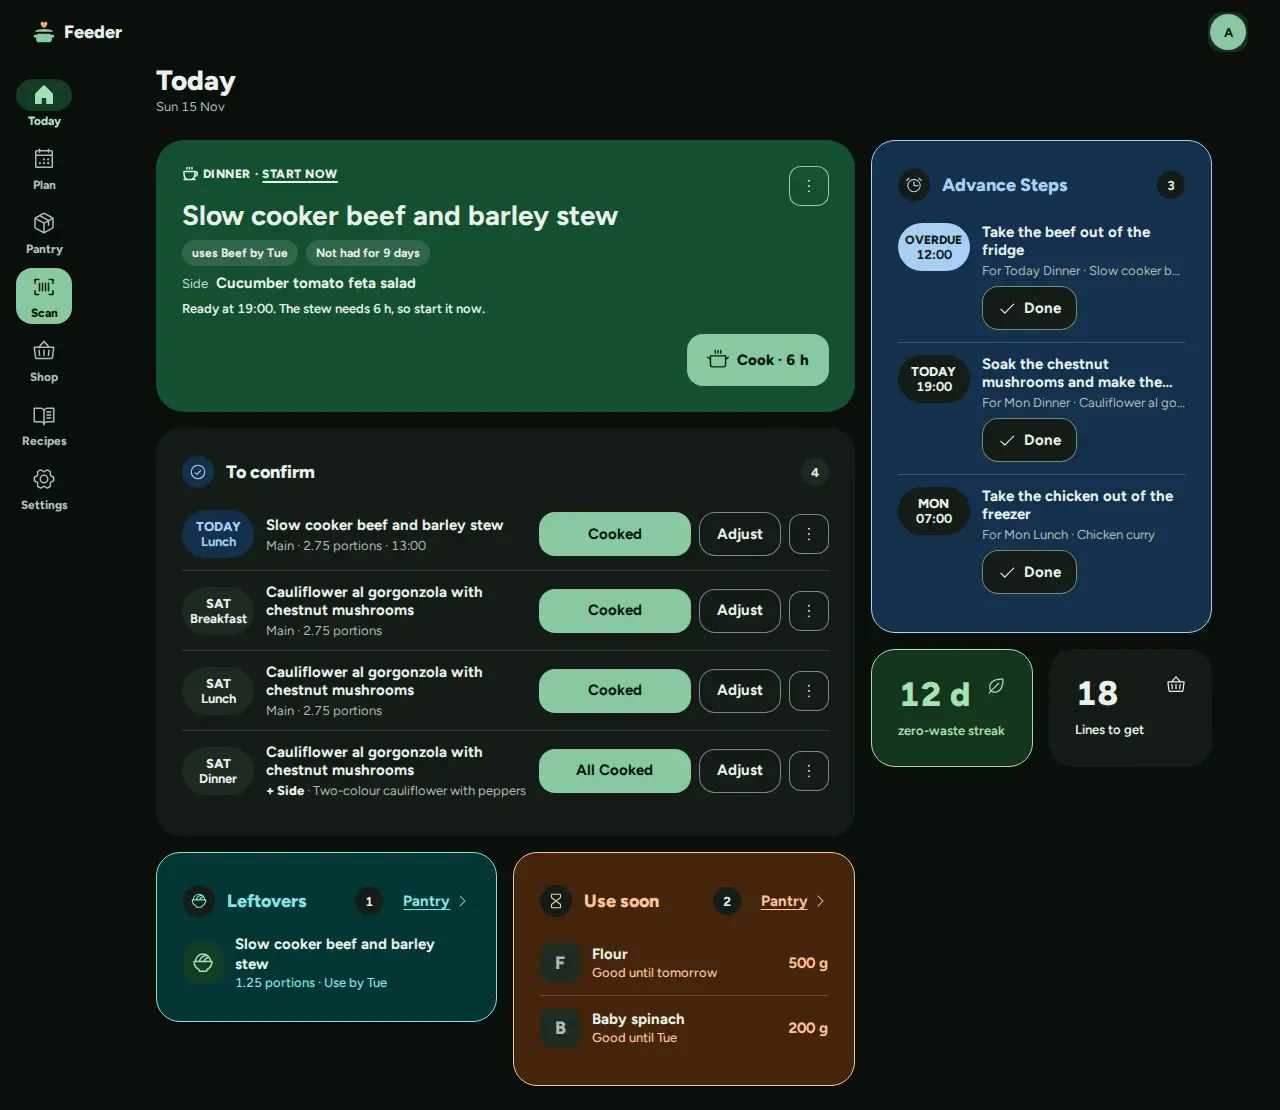 Feeder
A
Today
Plan
Pantry
Scan
Shop
Recipes
Settings
Today
Sun 15 Nov
DINNER · START NOW
Slow cooker beef and barley stew
uses Beef by Tue
Not had for 9 days
Side Cucumber tomato feta salad
Ready at 19:00. The stew needs 6 h, so start it now.
Cook · 6 h
To confirm
4
TODAY
Lunch
Slow cooker beef and barley stew
Main · 2.75 portions · 13:00
Cooked
Adjust
SAT
Breakfast
Cauliflower al gorgonzola with
chestnut mushrooms
Main · 2.75 portions
Cooked
Adjust
SAT
Lunch
Cauliflower al gorgonzola with
chestnut mushrooms
Main · 2.75 portions
Cooked
Adjust
SAT
Dinner
Cauliflower al gorgonzola with
chestnut mushrooms
+ Side · Two-colour cauliflower with peppers
All Cooked
Adjust
Leftovers
1
Pantry
Slow cooker beef and barley
stew
1.25 portions · Use by Tue
Use soon
2
Pantry
F
Flour
Good until tomorrow
500 g
B
Baby spinach
Good until Tue
200 g
Advance Steps
3
OVERDUE
12:00
Take the beef out of the
fridge
For Today Dinner · Slow cooker b...
Done
TODAY
19:00
Soak the chestnut
mushrooms and make the...
For Mon Dinner · Cauliflower al go...
Done
MON
07:00
Take the chicken out of the
freezer
For Mon Lunch · Chicken curry
Done
12 d
zero-waste streak
18
Lines to get